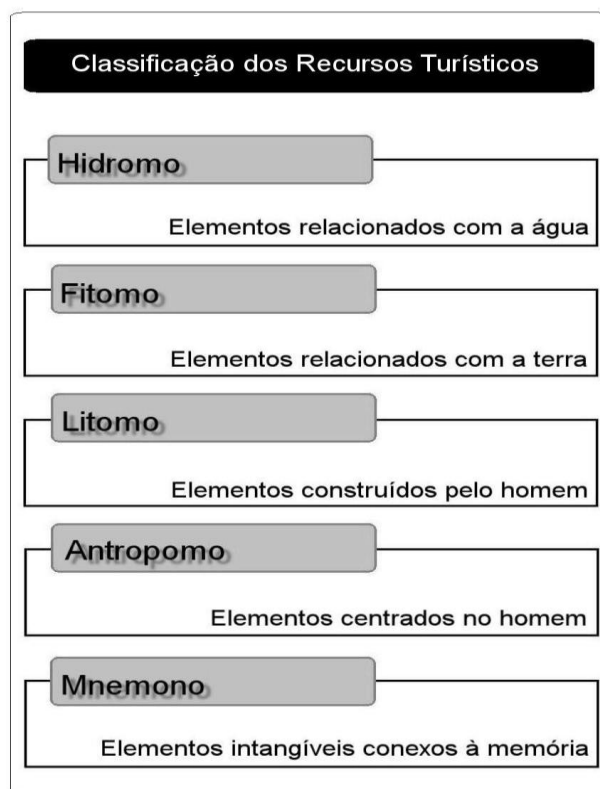 Classificação dos Recursos Turísticos
Hidromo
Elementos relacionados com a água
Fitomo
Elementos relacionados com a terra
Litomo
Elementos construídos pelo homem
Antropomo
Elementos centrados no homem
Mnemono
Elementos intangíveis conexos à memória